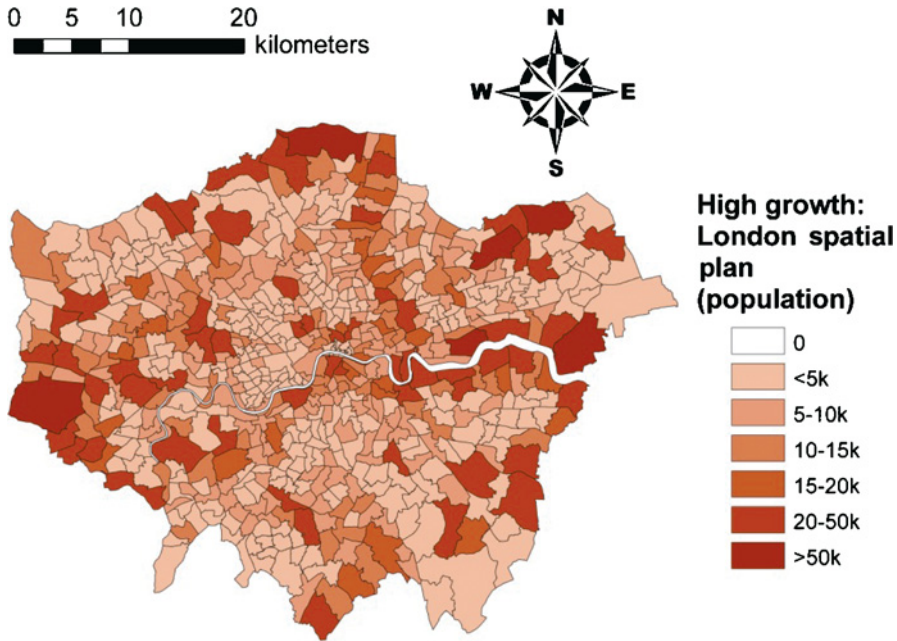 0 5 10 20
kilometers
N
W E
S
High growth:
London spatial
plan
(population)
0
<5k
5-10k
10-15k
15-20k
20-50k
>50k